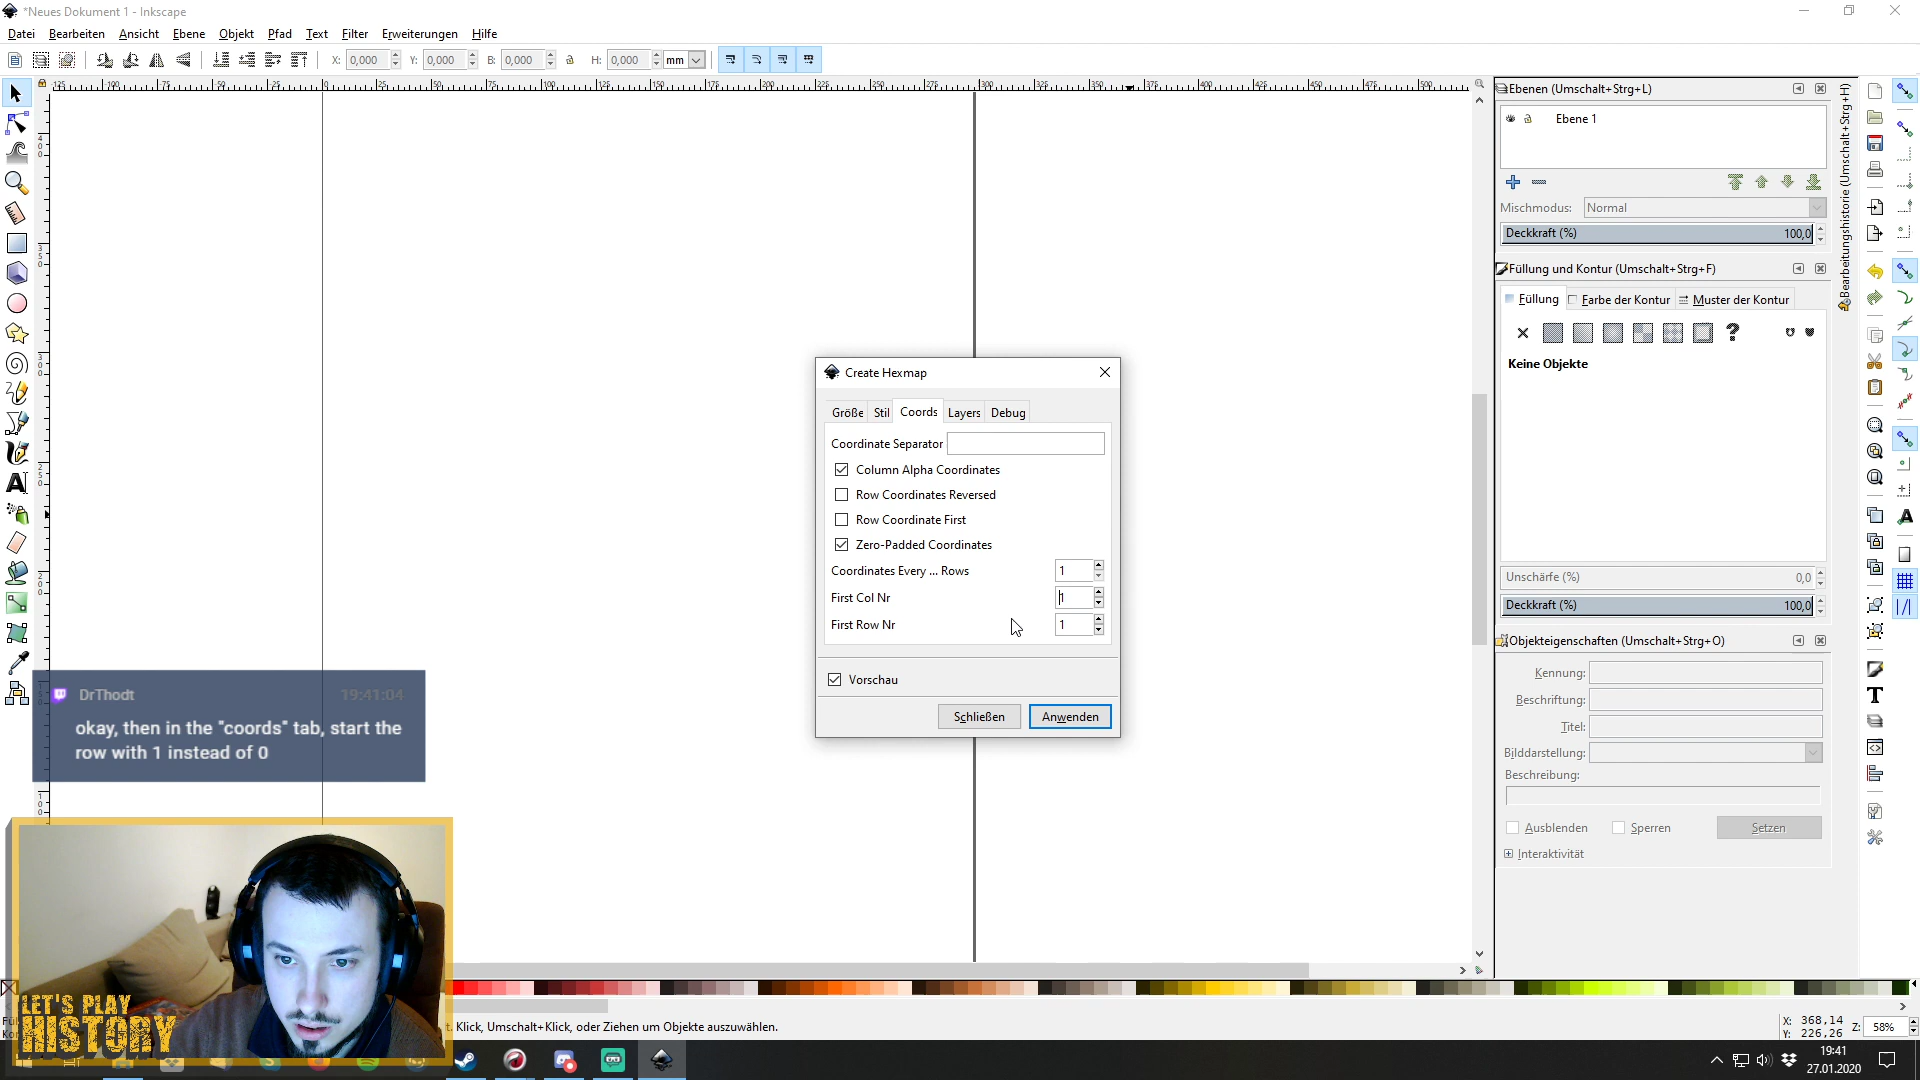 *Neues Dokument 1 - Inkscape
Datei Bearbeiten Ansicht Ebene Objekt Pfad Text Filter Erweiterungen Hilfe
X: 0,000 Y: 0,000 B: 0,000 H: 0,000 mm
Ebenen (Umschalt+Strg+L)
Ebene 1
Mischmodus: Normal
Deckkraft (%) 100,0
Bearbeitungshistorie (Umschalt+Strg+H)
Füllung und Kontur (Umschalt+Strg+F)
Füllung Farbe der Kontur Muster der Kontur
Keine Objekte
Unschärfe (%) 0,0
Deckkraft (%) 100,0
Objekteigenschaften (Umschalt+Strg+O)
Kennung:
Beschriftung:
Titel:
Bilddarstellung:
Beschreibung:
Ausblenden Sperren Setzen
Interaktivität
Create Hexmap
Größe Stil Coords Layers Debug
Coordinate Separator
Column Alpha Coordinates
Row Coordinates Reversed
Row Coordinate First
Zero-Padded Coordinates
Coordinates Every ... Rows 1
First Col Nr 1
First Row Nr 1
Vorschau
Schließen Anwenden
DrThodt 19:41:04
okay, then in the "coords" tab, start the
row with 1 instead of 0
LET'S PLAY
HISTORY
. Klick, Umschalt+Klick, oder Ziehen um Objekte auszuwählen.
X: 368,14
Y: 226,26
Z: 58%
19:41
27.01.2020